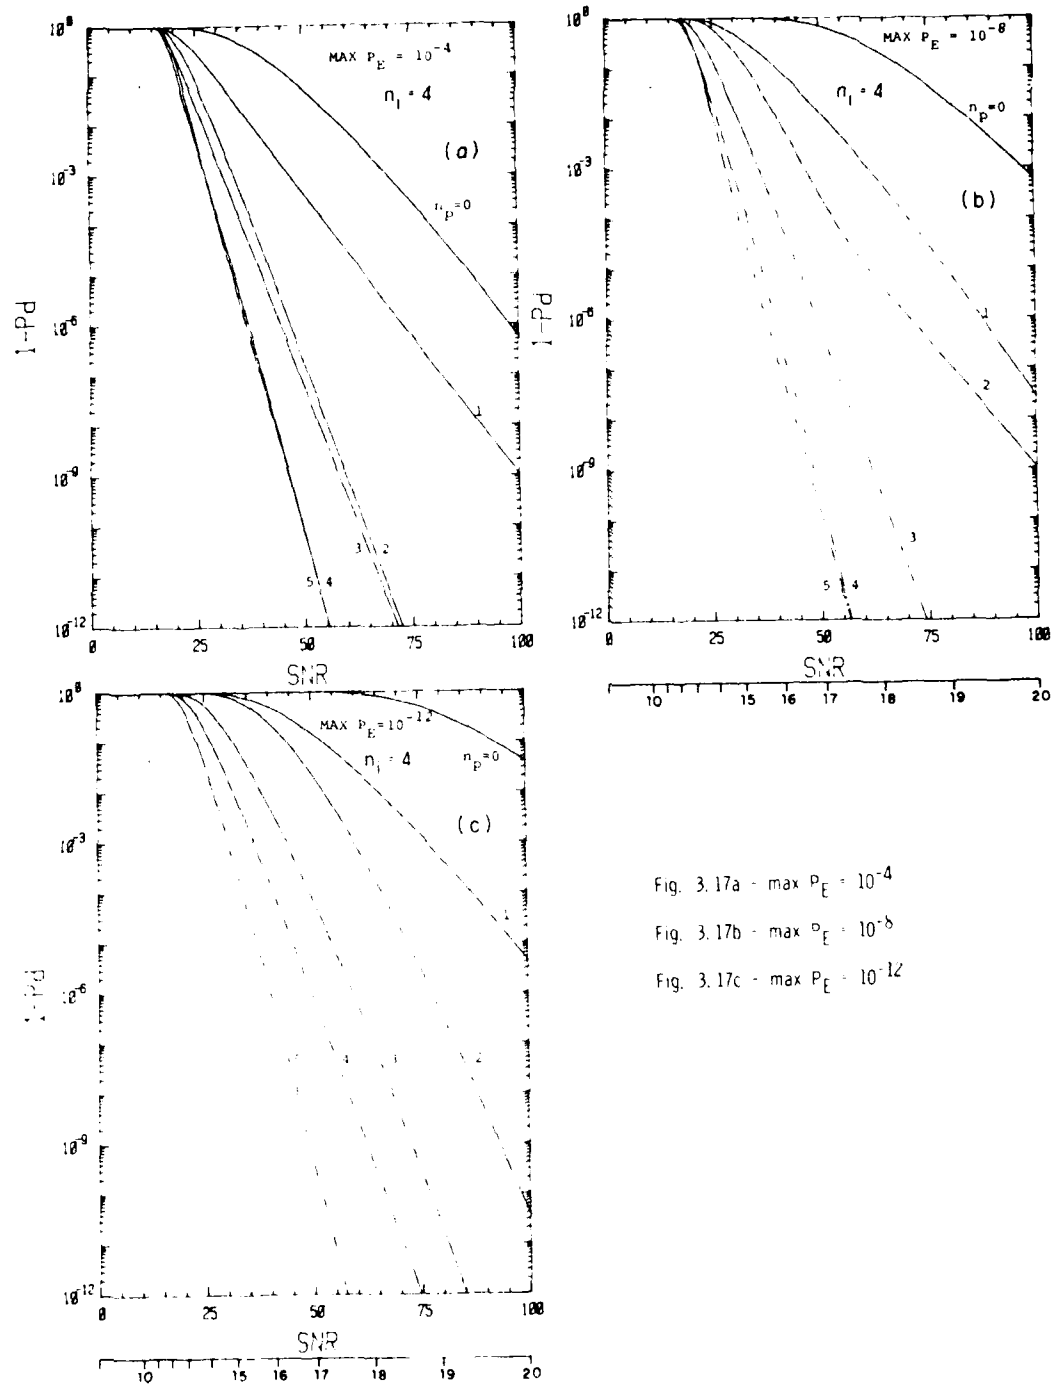 10⁰
MAX P_E = 10⁻⁴
n_i = 4
(a)
10⁻³
n_p=0
1-Pd
10⁻⁶
1
10⁻⁹
3 2
5 4
10⁻¹²
0 25 50 75 100
SNR
10⁰
MAX P_E = 10⁻⁸
n_i = 4
n_p=0
10⁻³
(b)
1-Pd
10⁻⁶
1
2
10⁻⁹
3
5 4
10⁻¹²
0 25 50 75 100
SNR
10 15 16 17 18 19 20
10⁰
MAX P_E=10⁻¹²
n_i = 4
n_p=0
(c)
10⁻³
1
1-Pd
10⁻⁶
4 3 2
10⁻⁹
10⁻¹²
0 25 50 75 100
SNR
10 15 16 17 18 19 20
Fig. 3.17a - max P_E = 10⁻⁴
Fig. 3.17b - max P_E = 10⁻⁸
Fig. 3.17c - max P_E = 10⁻¹²